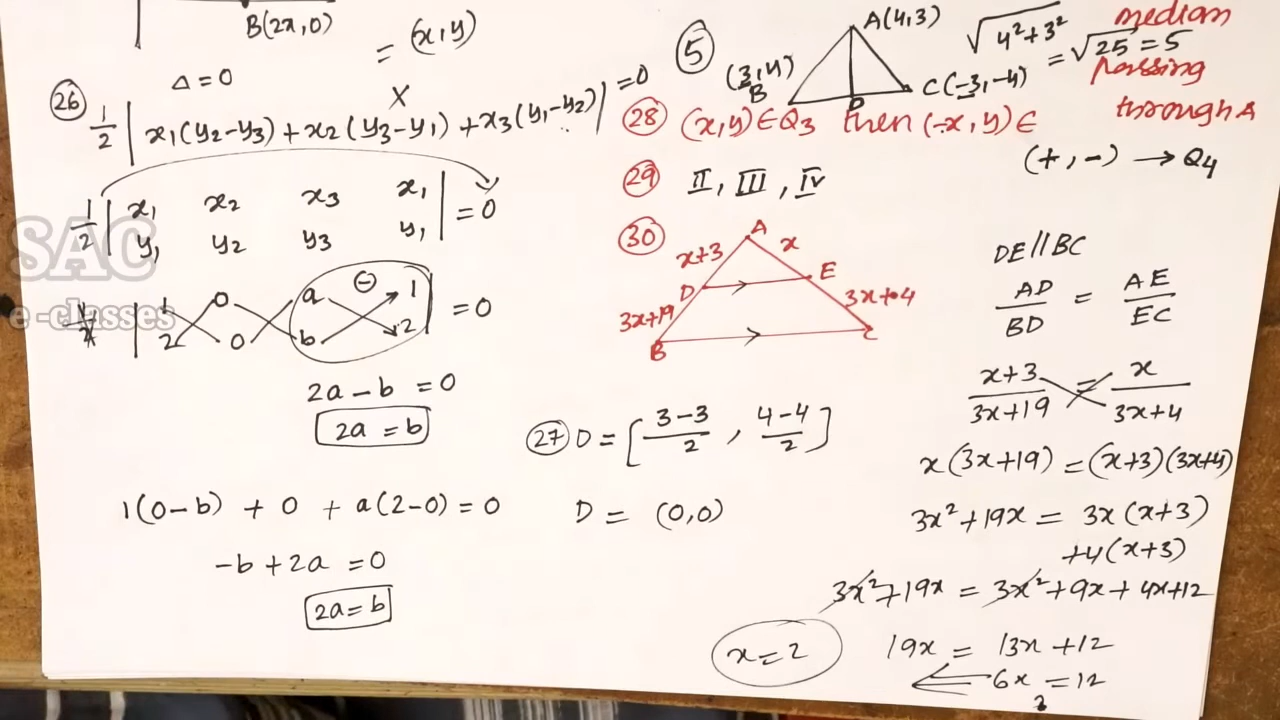 B(2x,0)
= (x,y)
26 Δ=0
1/2 | x1(y2-y3)+x2(y3-y1)+x3(y1-y2) | =0
x
1/2 | x1 x2 x3 x1 | = 0
y1 y2 y3 y1
SAC
e-classes
1/2 | 1 0 a 1 | = 0
2 0 b 2
⊖
2a-b = 0
2a = b
1(0-b) + 0 + a(2-0) = 0
-b+2a = 0
2a=b
5
A(4,3)
(3,4)
B
C(-3,-4)
D
√4²+3²
= √25 = 5
median
passing
through A
28 (x,y)∈Q3 then (-x,y)∈
(+,-) → Q4
29 II, III, IV
30
A
x+3
x
D
E
3x+19
3x+4
B
C
27 D = [3-3/2, 4-4/2]
D = (0,0)
DE//BC
AD/BD = AE/EC
x+3/3x+19 = x/3x+4
x(3x+19) = (x+3)(3x+4)
3x²+19x = 3x(x+3)
+4(x+3)
3x²+19x = 3x²+9x+4x+12
19x = 13x+12
6x = 12
2
x=2